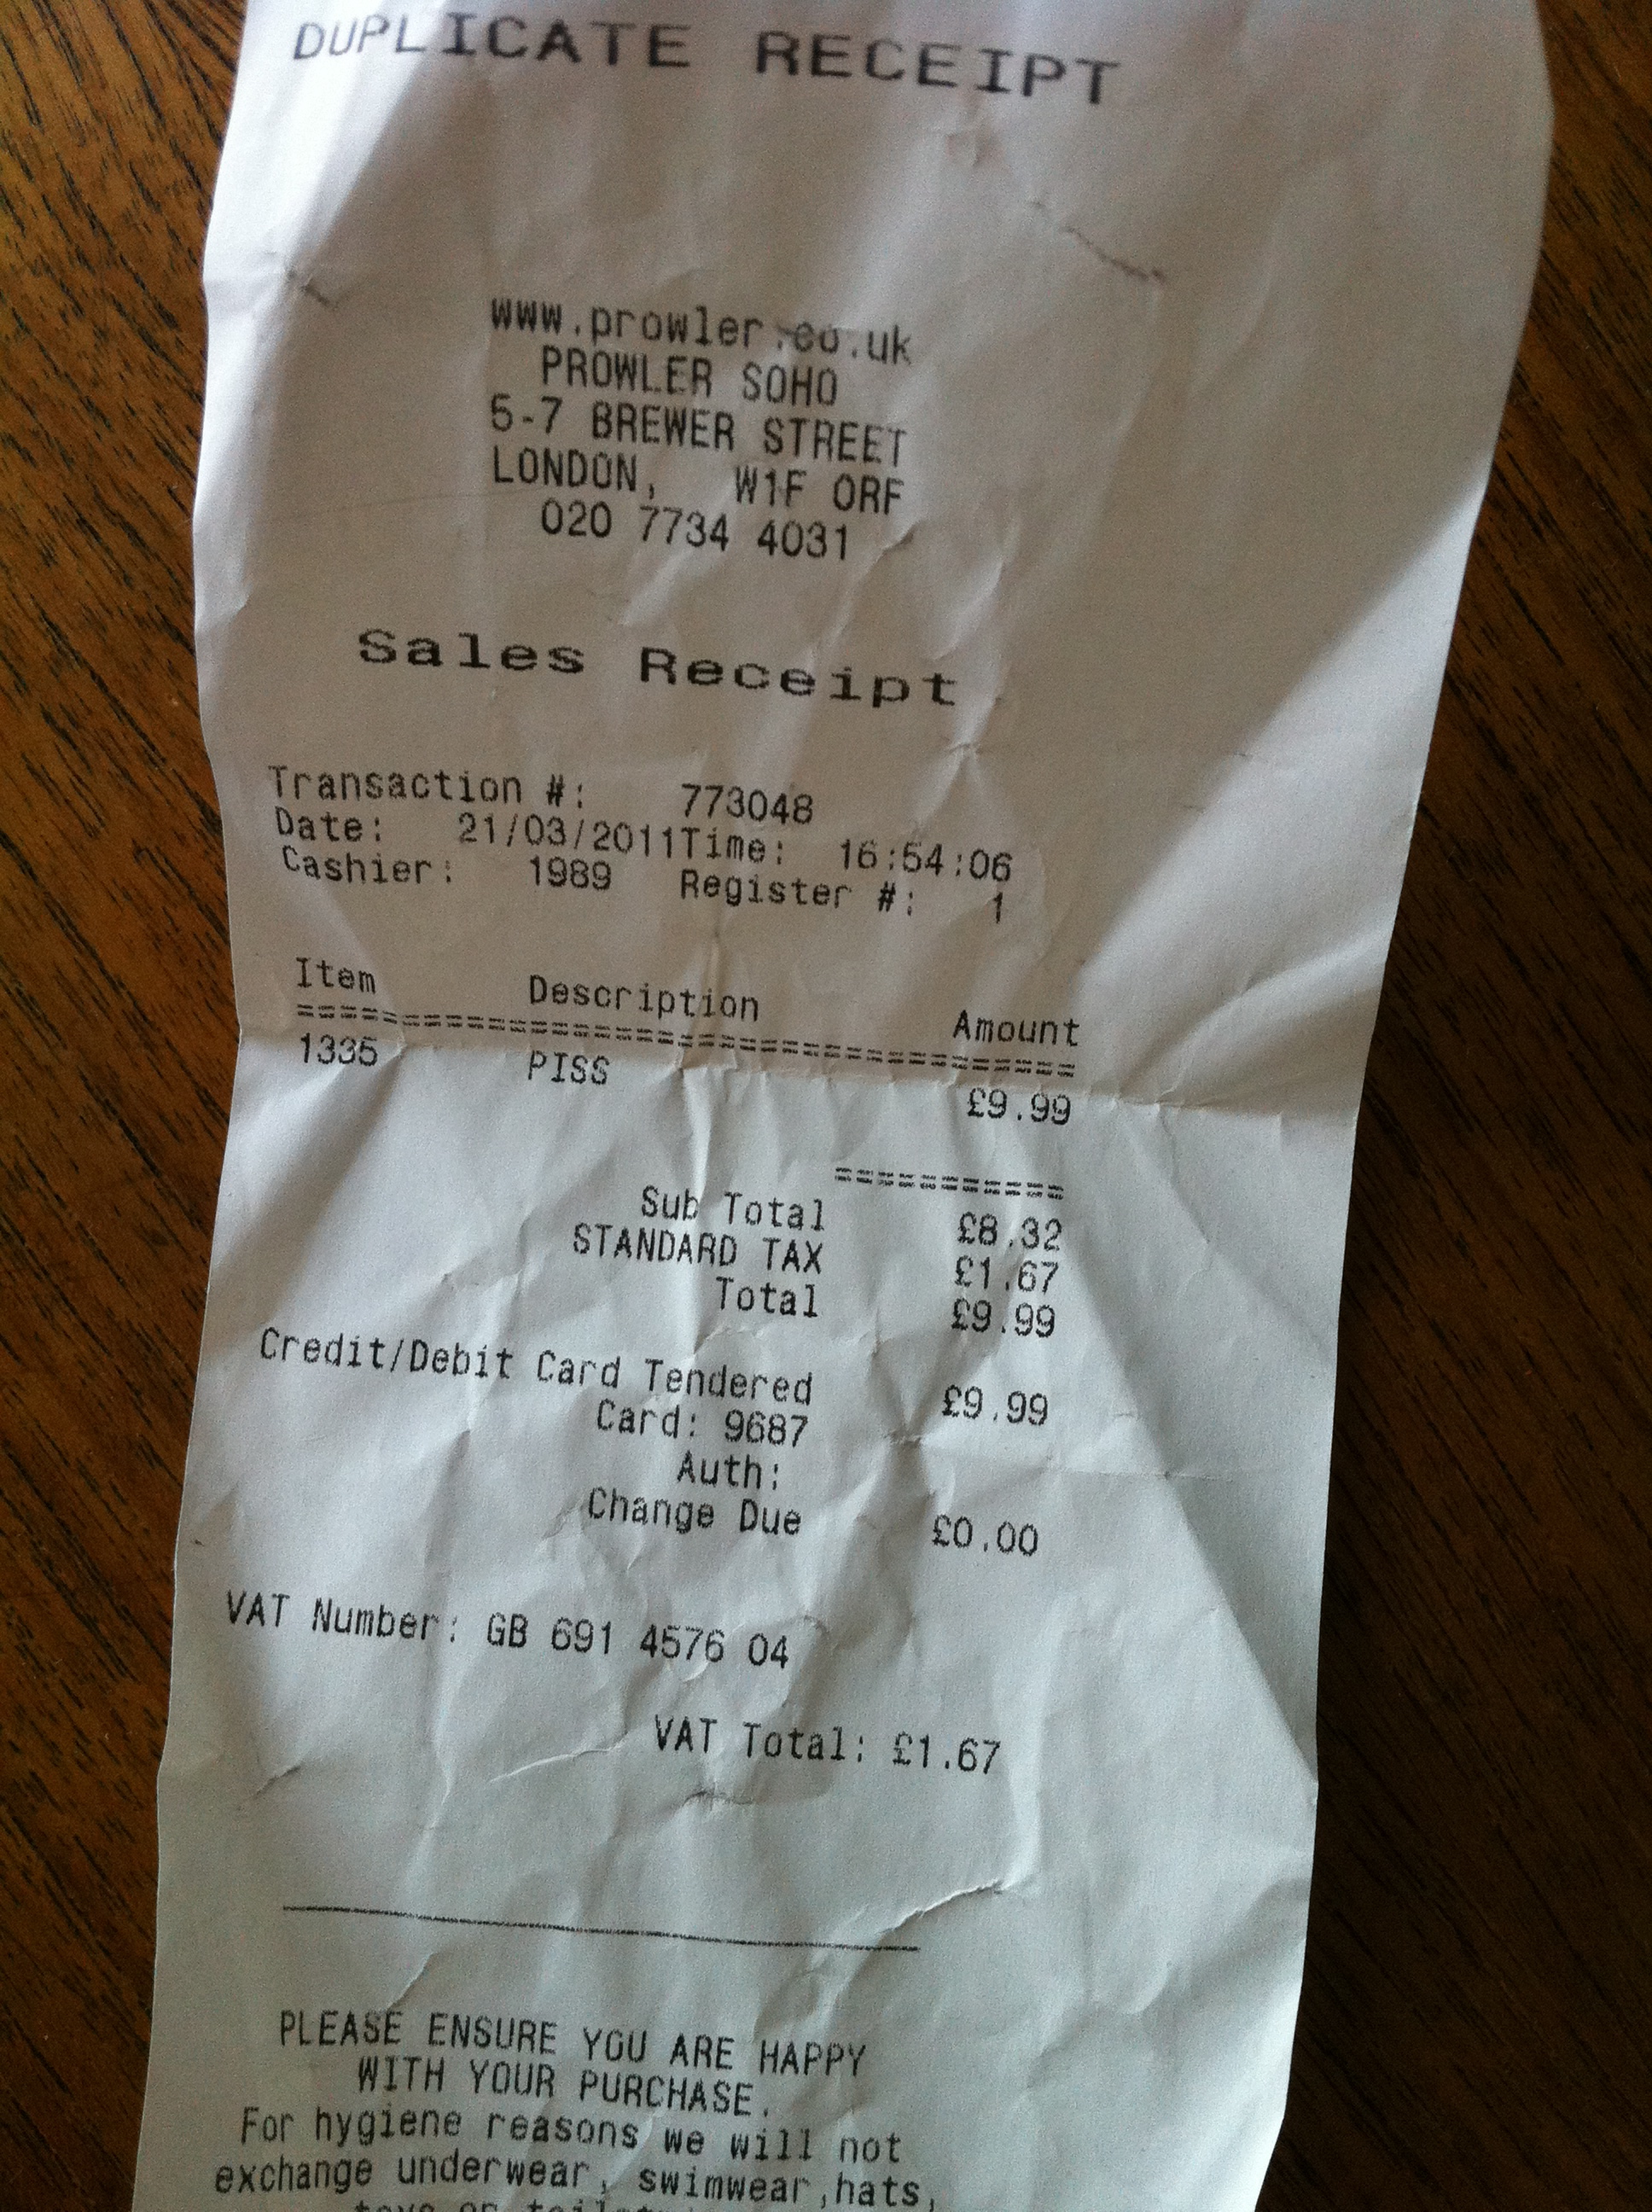 DUPLICATE RECEIPT
www.prowler.co.uk
PROWLER SOHO
5-7 BREWER STREET
LONDON, W1F 0RF
020 7734 4031
Sales Receipt
Transaction #: 773048
Date: 21/03/2011Time: 16:54:06
Cashier: 1989 Register #: 1
Item Description Amount
==================================
1335 PISS £9.99
===========
Sub Total £8.32
STANDARD TAX £1.67
Total £9.99
Credit/Debit Card Tendered £9.99
Card: 9687
Auth:
Change Due £0.00
VAT Number: GB 691 4576 04
VAT Total: £1.67
PLEASE ENSURE YOU ARE HAPPY
WITH YOUR PURCHASE.
For hygiene reasons we will not
exchange underwear, swimwear,hats,
toys or